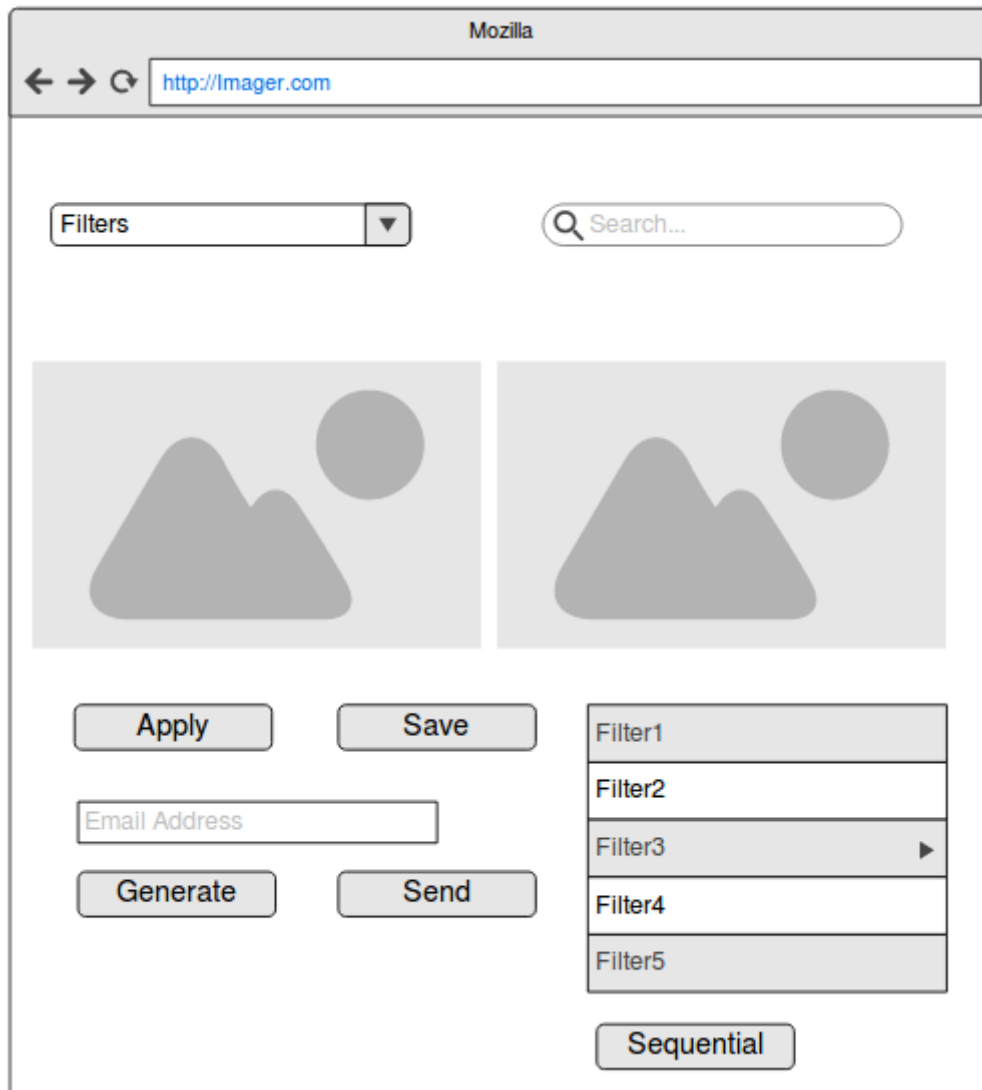 Mozilla
http://Imager.com
Filters
Search...
Apply
Save
Email Address
Generate
Send
Filter1
Filter2
Filter3
Filter4
Filter5
Sequential